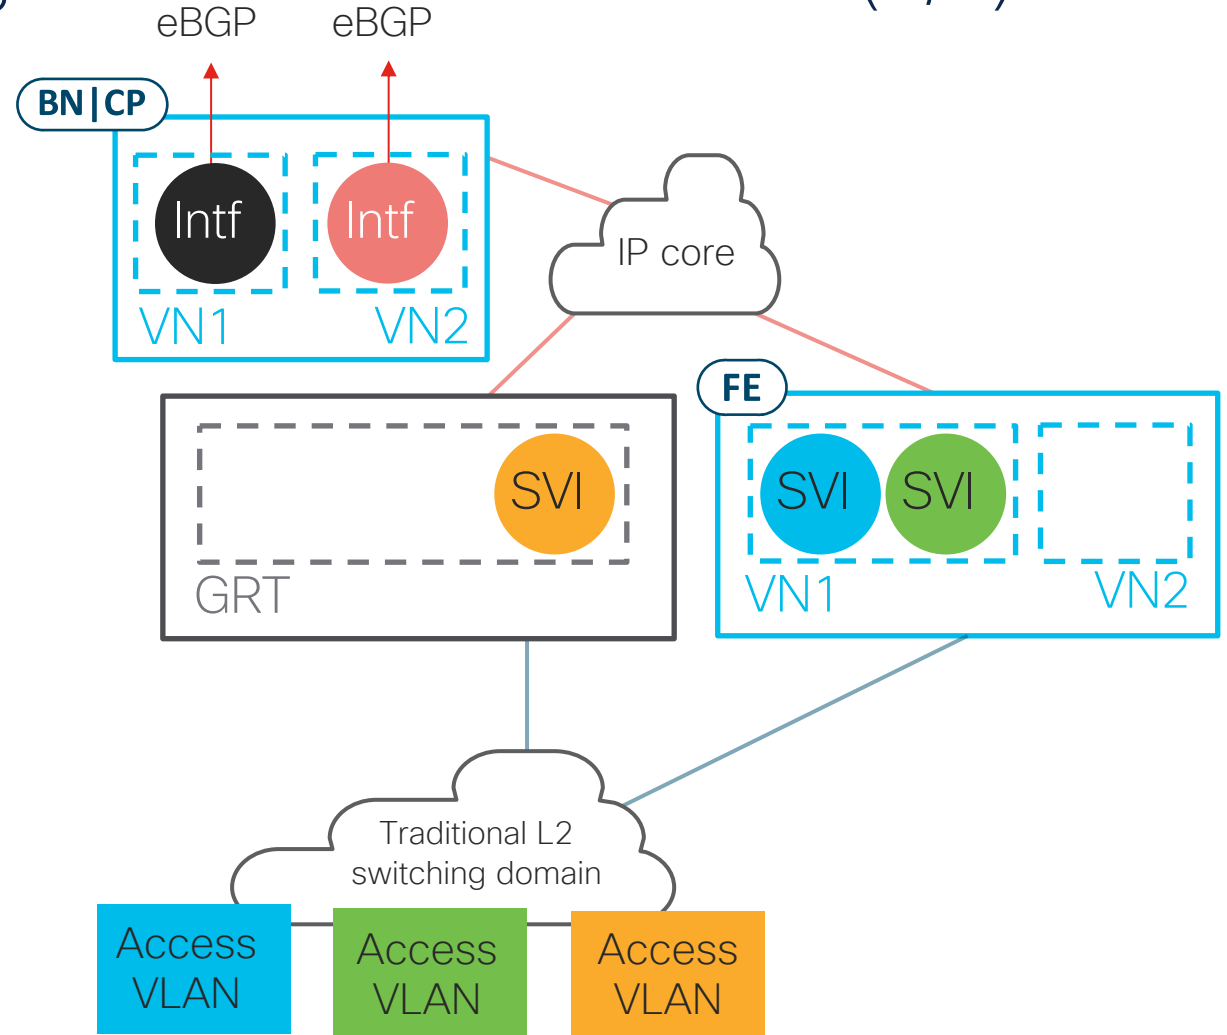 eBGP
eBGP
BN|CP
Intf
Intf
VN1
VN2
IP core
FE
SVI
GRT
SVI
SVI
VN1
VN2
Traditional L2
switching domain
Access
VLAN
Access
VLAN
Access
VLAN